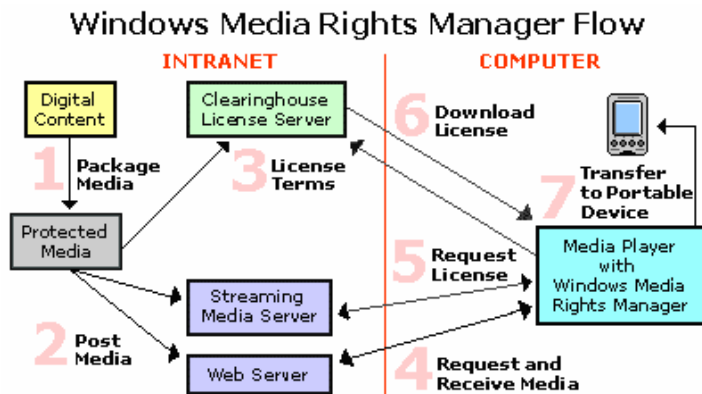 Windows Media Rights Manager Flow
INTRANET
COMPUTER
Digital
Content
Clearinghouse
License Server
6 Download
License
1 Package
Media
3 License
Terms
7 Transfer
to Portable
Device
Protected
Media
5 Request
License
Media Player
with
Windows Media
Rights Manager
Streaming
Media Server
2 Post
Media
Web Server
4 Request and
Receive Media